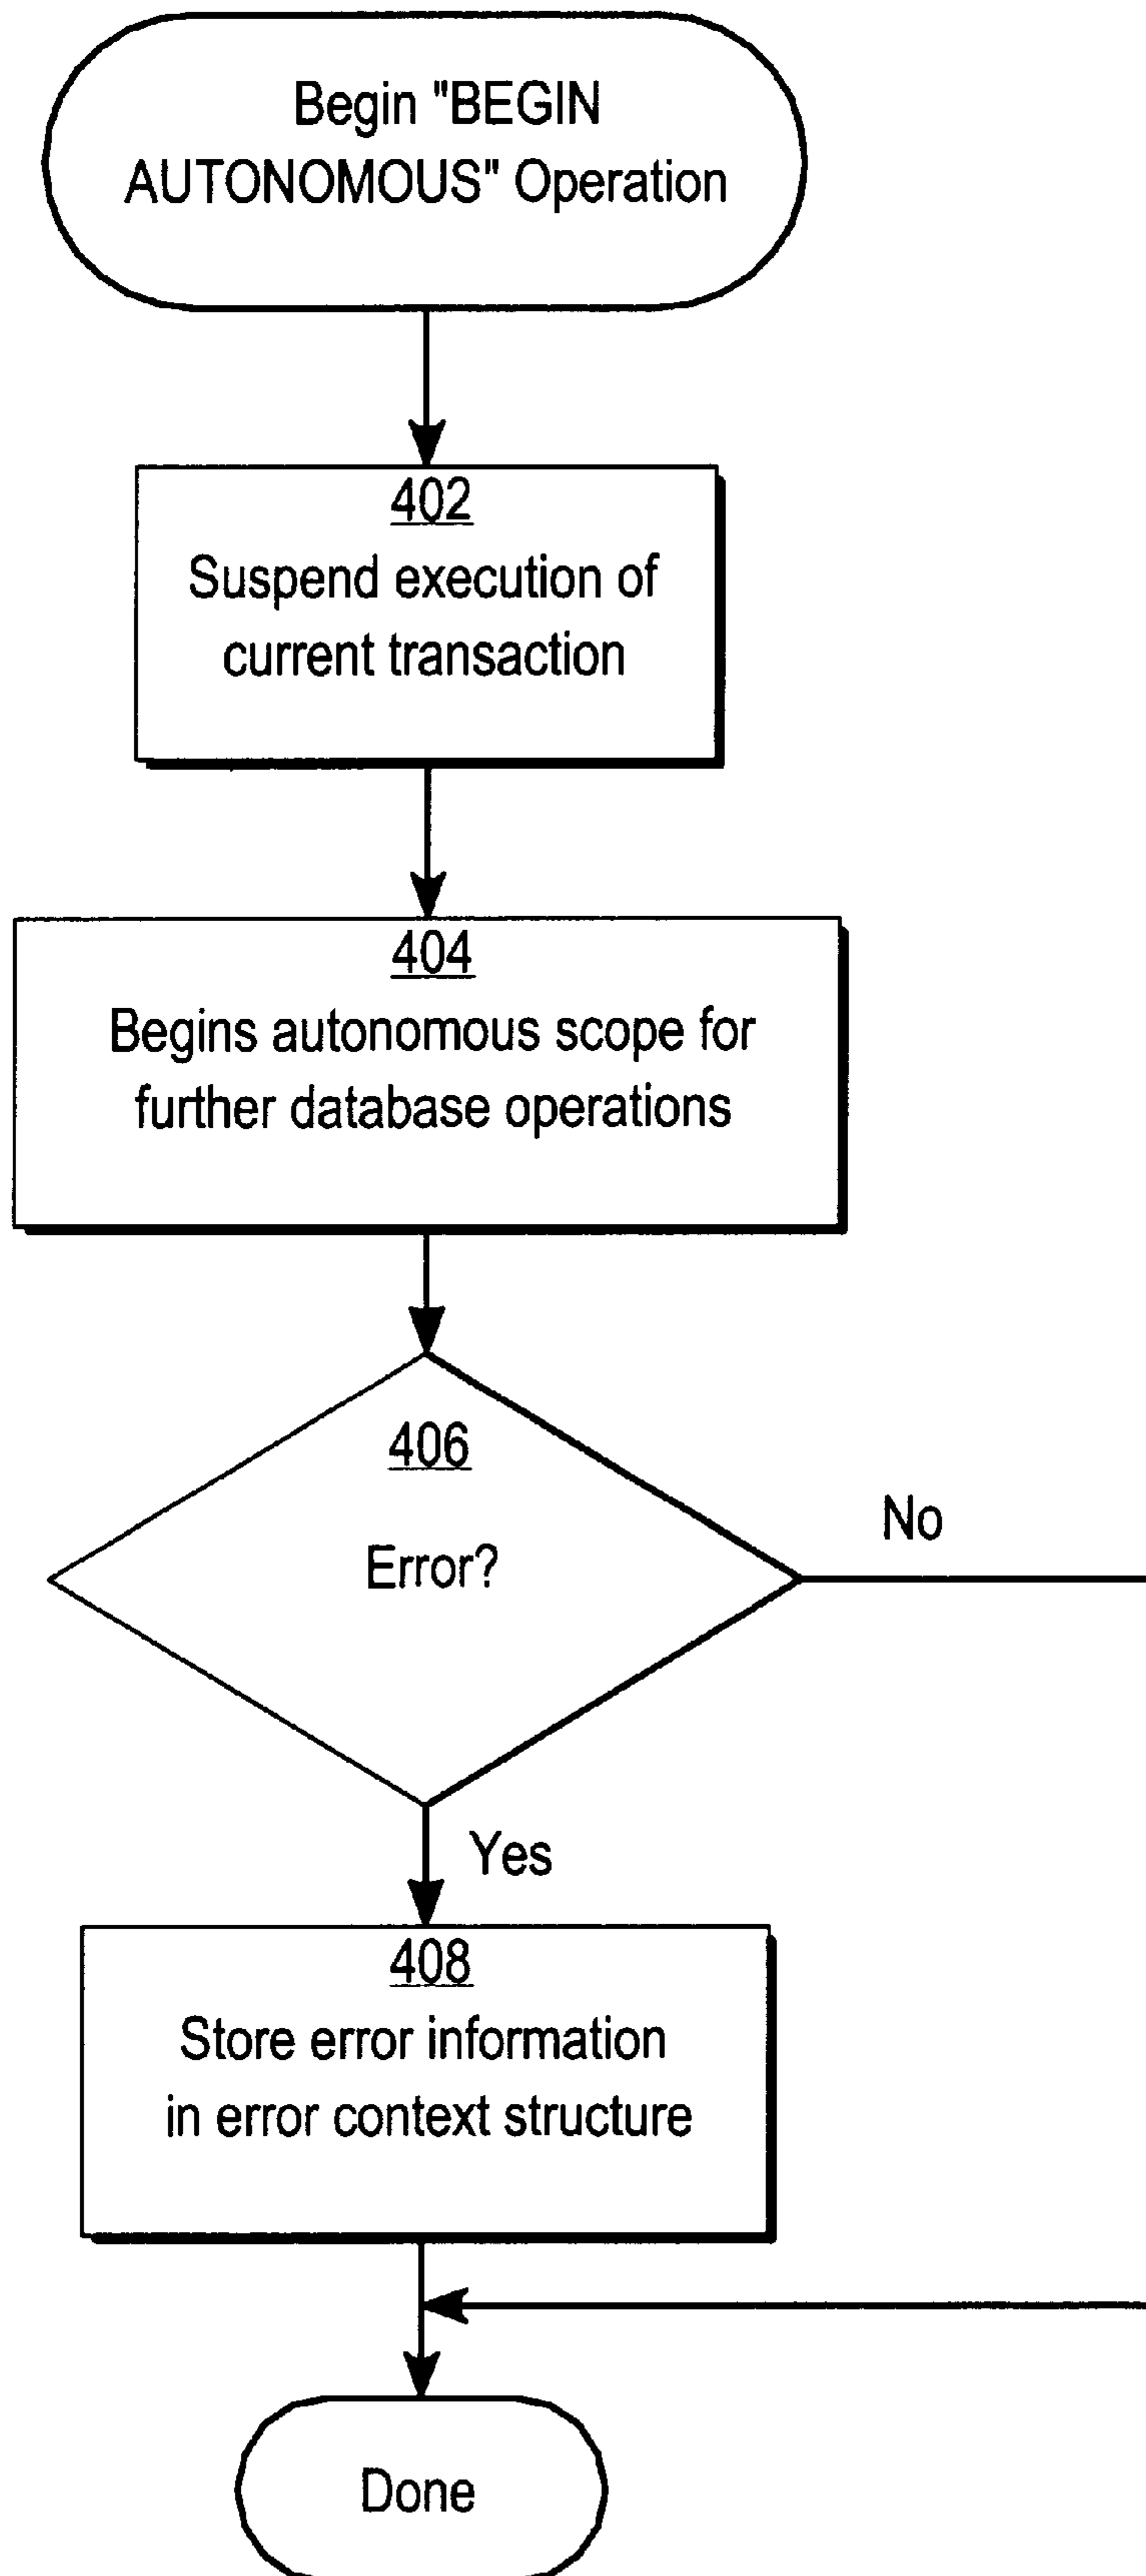 Begin "BEGIN
AUTONOMOUS" Operation
402
Suspend execution of
current transaction
404
Begins autonomous scope for
further database operations
406
Error?
No
Yes
408
Store error information
in error context structure
Done